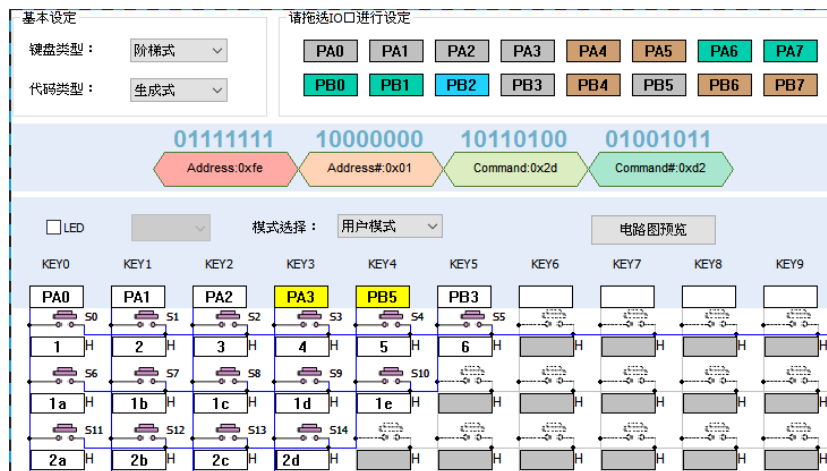 基本设定
请拖选IO口进行设定
键盘类型： 阶梯式
PA0 PA1 PA2 PA3 PA4 PA5 PA6 PA7
代码类型： 生成式
PB0 PB1 PB2 PB3 PB4 PB5 PB6 PB7
01111111 10000000 10110100 01001011
Address:0xfe Address#:0x01 Command:0x2d Command#:0xd2
LED 模式选择： 用户模式 电路图预览
KEY0 KEY1 KEY2 KEY3 KEY4 KEY5 KEY6 KEY7 KEY8 KEY9
PA0 PA1 PA2 PA3 PB5 PB3
S0 S1 S2 S3 S4 S5
1 H 2 H 3 H 4 H 5 H 6 H H H H H
S6 S7 S8 S9 S10
1a H 1b H 1c H 1d H 1e H H H H H H
S11 S12 S13 S14
2a H 2b H 2c H 2d H H H H H H H